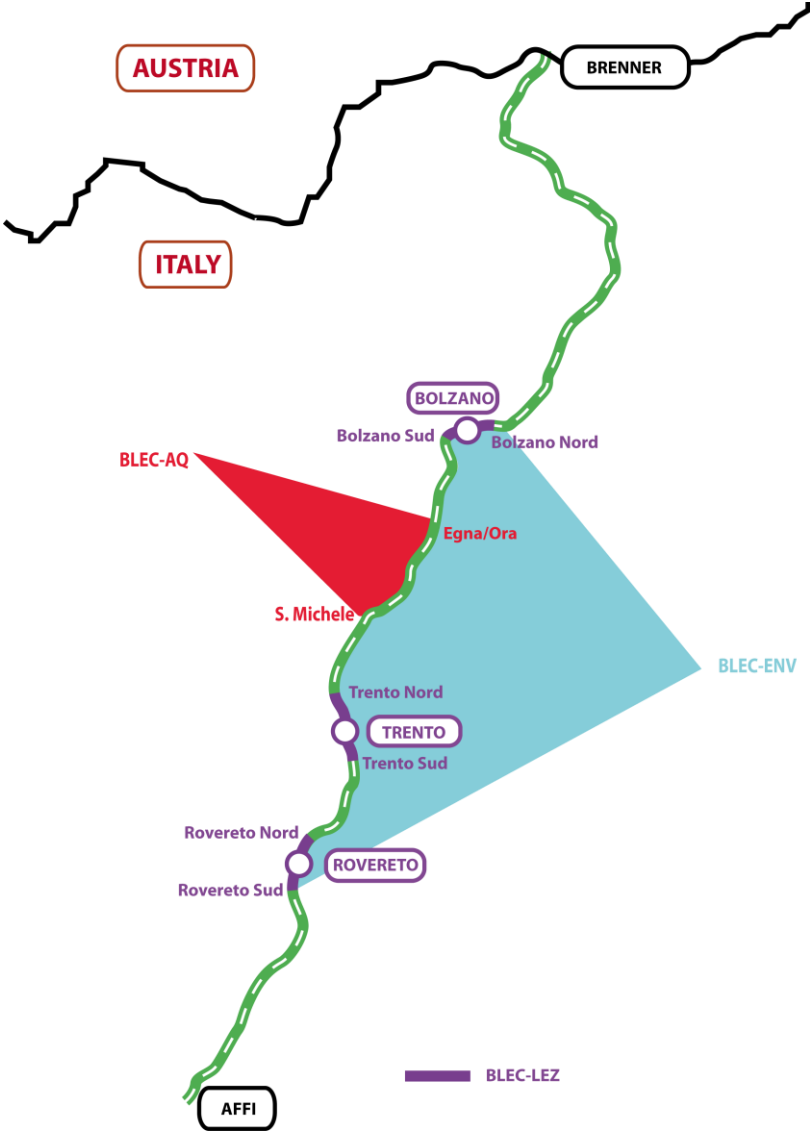 AUSTRIA
BRENNER
ITALY
BOLZANO
Bolzano Sud
Bolzano Nord
BLEC-AQ
Egna/Ora
S. Michele
BLEC-ENV
Trento Nord
TRENTO
Trento Sud
Rovereto Nord
ROVERETO
Rovereto Sud
BLEC-LEZ
AFFI